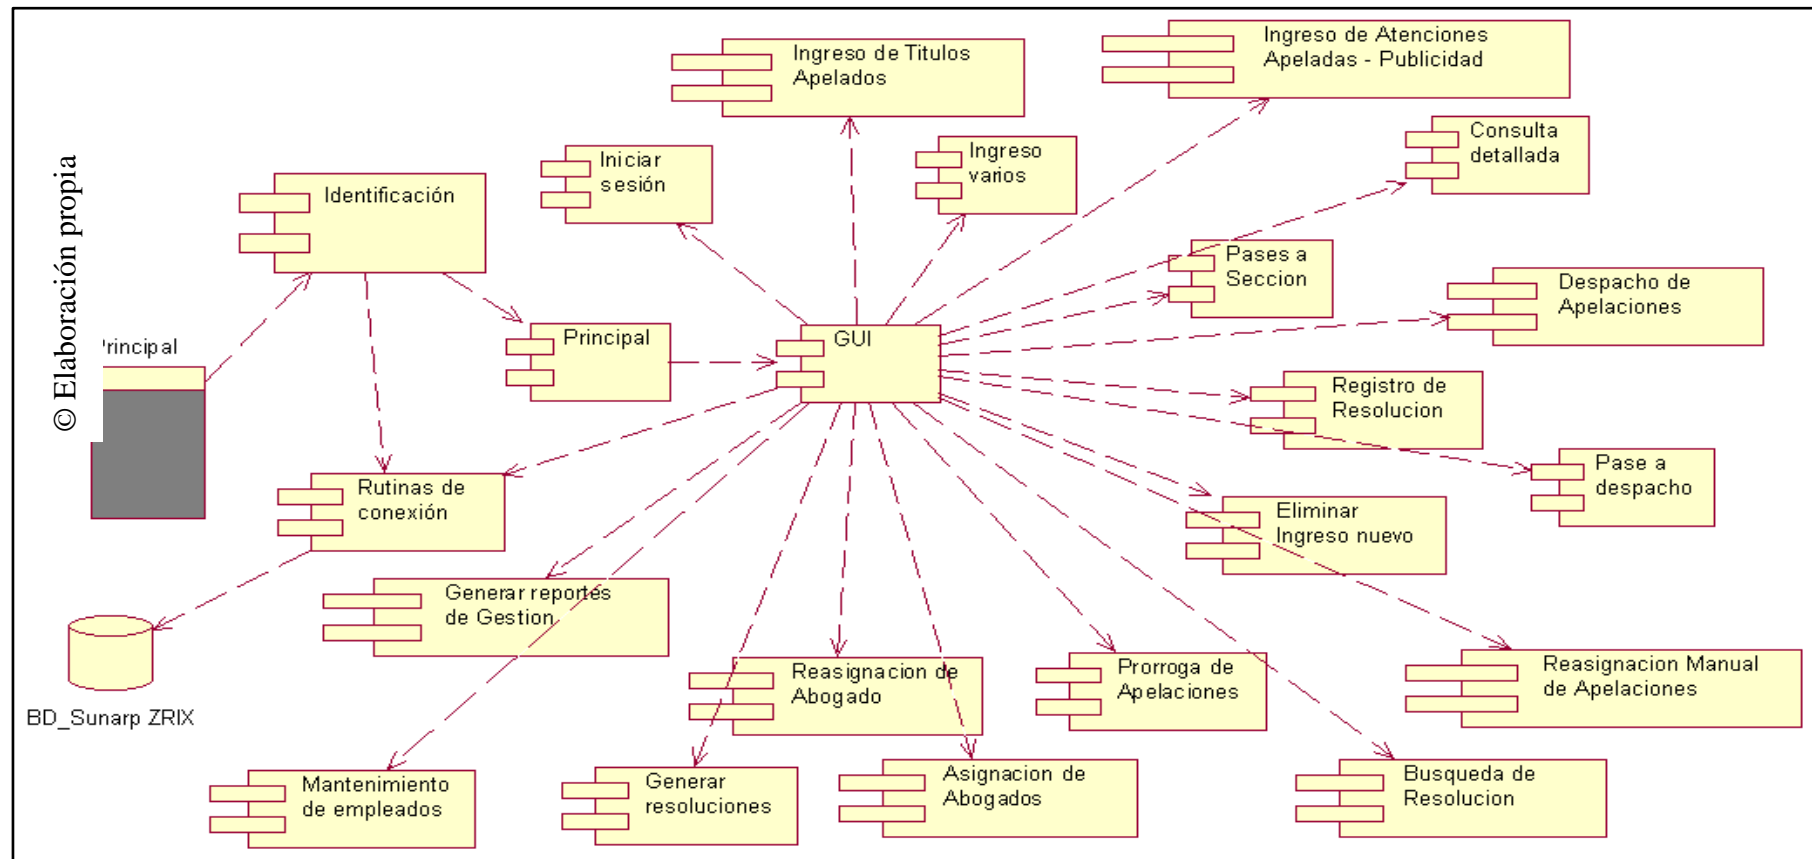 Ingreso de Titulos
Apelados
Ingreso de Atenciones
Apeladas - Publicidad
Iniciar
sesión
Ingreso
varios
Consulta
detallada
© Elaboración propia
Identificación
Pases a
Seccion
Despacho de
Apelaciones
Principal
GUI
rincipal
Registro de
Resolucion
Pase a
despacho
Rutinas de
conexión
Eliminar
Ingreso nuevo
Generar reportes
de Gestion
BD_Sunarp ZRIX
Reasignacion de
Abogado
Prorroga de
Apelaciones
Reasignacion Manual
de Apelaciones
Mantenimiento
de empleados
Generar
resoluciones
Asignacion de
Abogados
Busqueda de
Resolucion